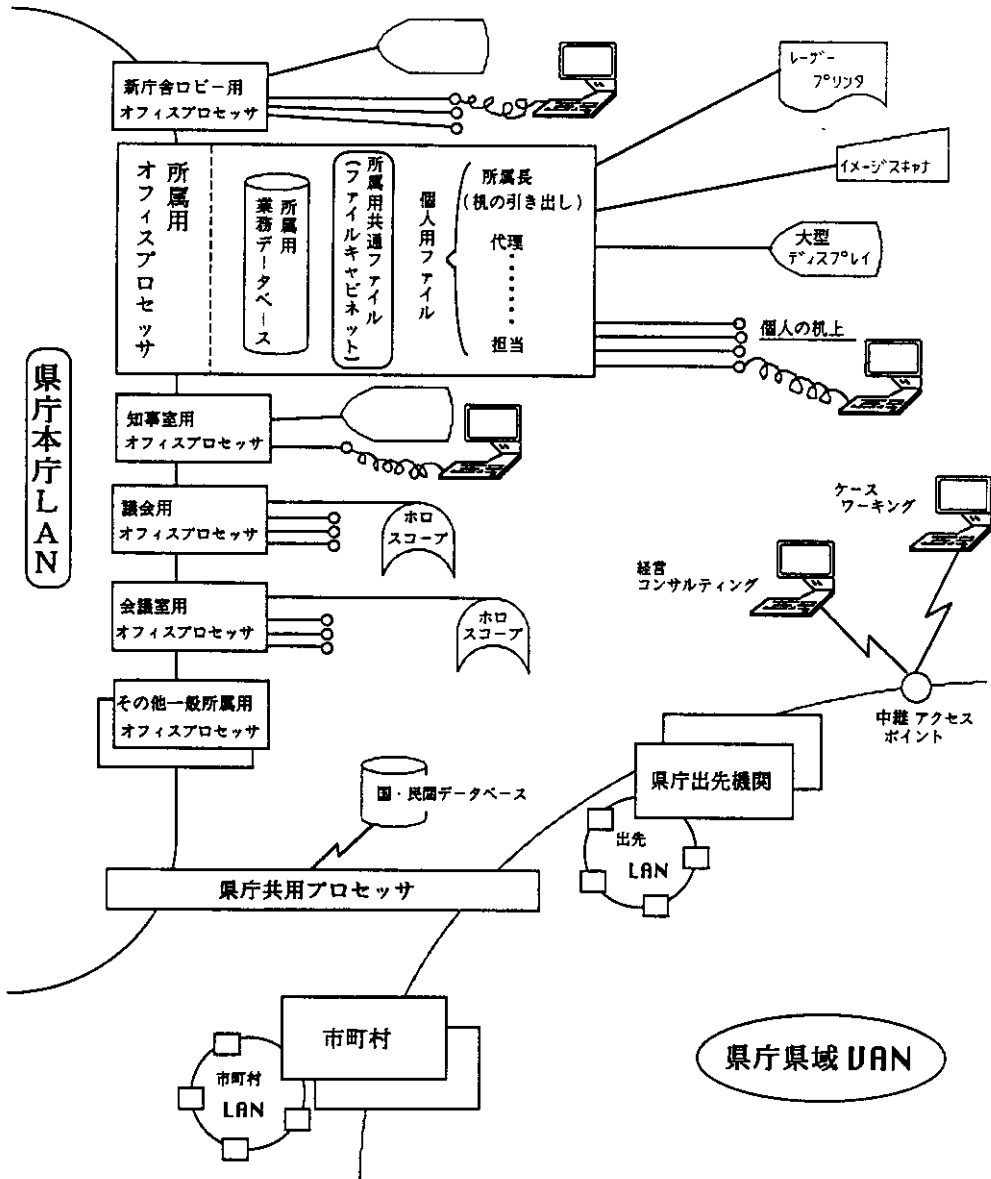 新庁舎ロビー用
オフィスプロセッサ
レーザー
プリンタ
イメージスキャナ
大型
ディスプレイ
所属用
オフィスプロセッサ
所属用
業務データベース
所属用共通ファイル
(ファイルキャビネット)
個人用ファイル
所属長
(机の引き出し)
代理
担当
個人の机上
県庁本庁LAN
知事室用
オフィスプロセッサ
議会用
オフィスプロセッサ
ホロ
スコープ
会議室用
オフィスプロセッサ
ホロ
スコープ
その他一般所属用
オフィスプロセッサ
ケース
ワーキング
経営
コンサルティング
中継アクセス
ポイント
国・民間データベース
県庁出先機関
出先
LAN
県庁共用プロセッサ
市町村
市町村
LAN
県庁県域VAN